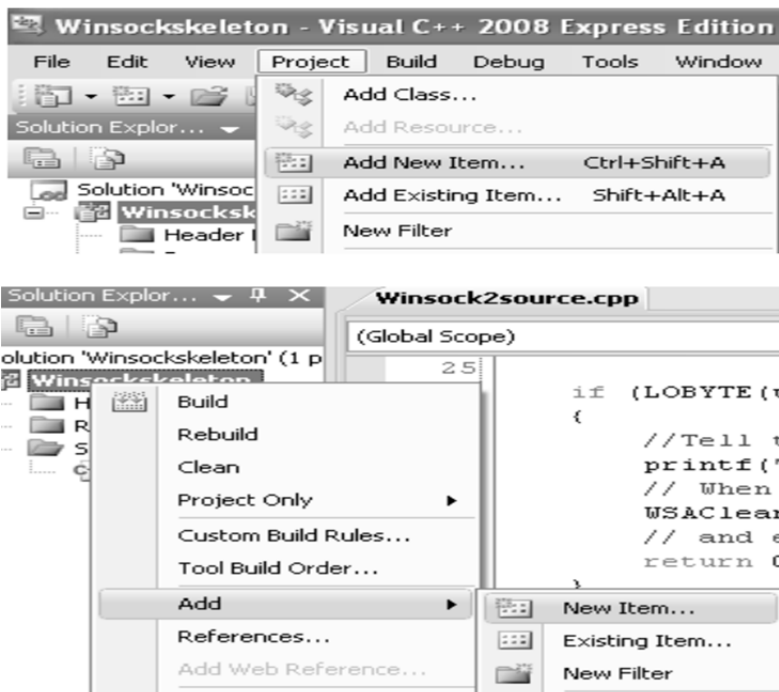 Winsockskeleton - Visual C++ 2008 Express Edition
File Edit View Project Build Debug Tools Window
Add Class...
Solution Explor...
Add Resource...
Add New Item... Ctrl+Shift+A
Solution 'Winsoc
Add Existing Item... Shift+Alt+A
Winsocksk
Header
New Filter
Solution Explor...
Winsock2source.cpp
(Global Scope)
olution 'Winsockskeleton' (1 p
25
Winsockskeleton
if (LOBYTE(
H
Build
{
R
Rebuild
//Tell
S
Clean
printf("
// When
Project Only
WSAClear
Custom Build Rules...
// and e
Tool Build Order...
return 0
}
Add
New Item...
References...
Existing Item...
Add Web Reference...
New Filter